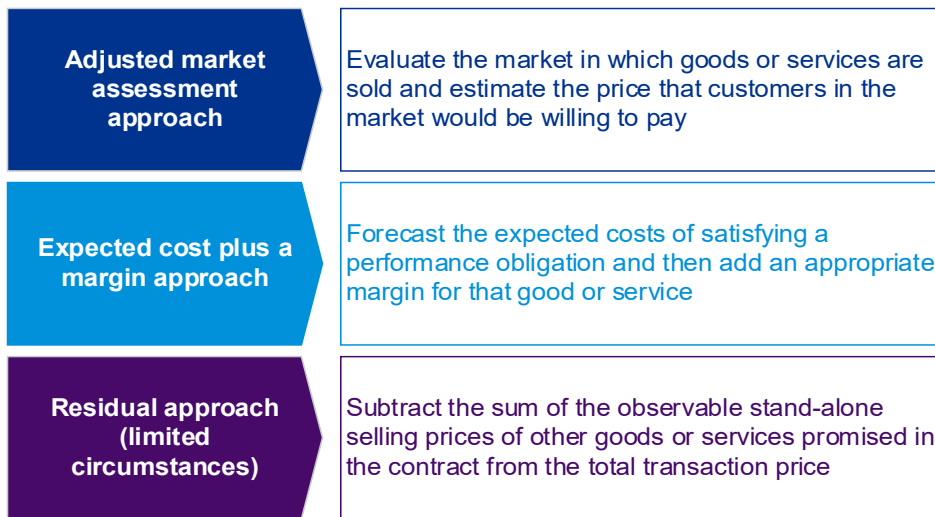 Adjusted market
assessment
approach
Evaluate the market in which goods or services are
sold and estimate the price that customers in the
market would be willing to pay
Expected cost plus a
margin approach
Forecast the expected costs of satisfying a
performance obligation and then add an appropriate
margin for that good or service
Residual approach
(limited
circumstances)
Subtract the sum of the observable stand-alone
selling prices of other goods or services promised in
the contract from the total transaction price